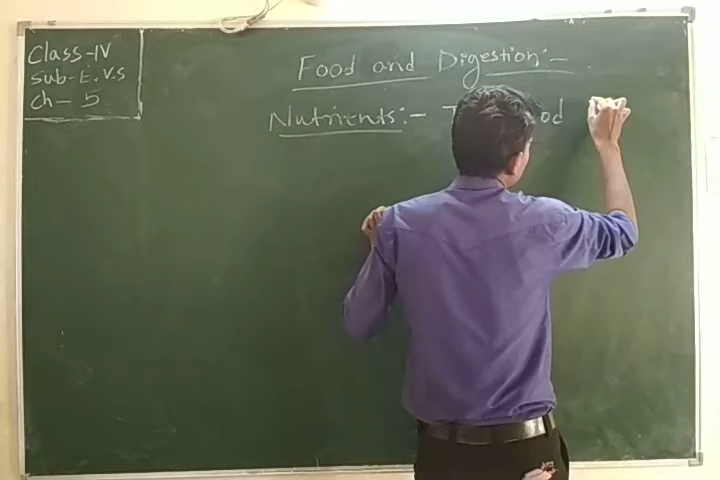 Class-IV
Sub-E.V.S
Ch- 5
Food and Digestion:-
Nutrients:-